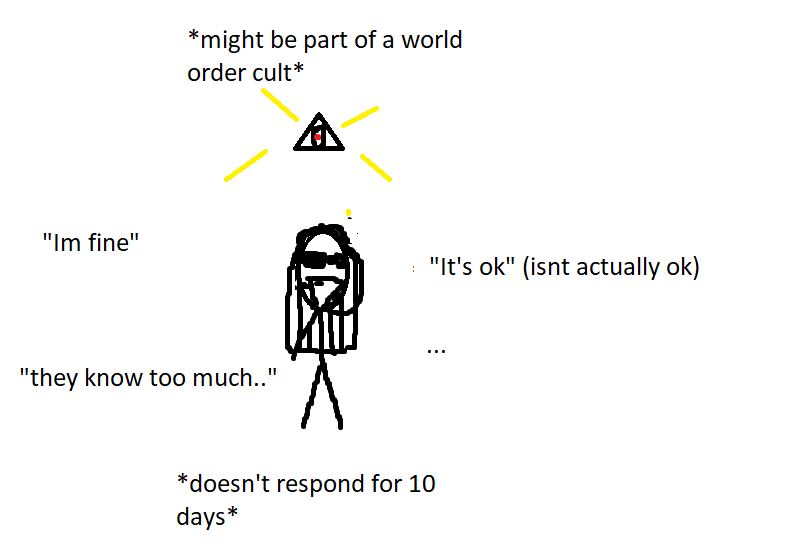 *might be part of a world
order cult*
"Im fine"
"It's ok" (isnt actually ok)
...
"they know too much.."
*doesn't respond for 10
days*